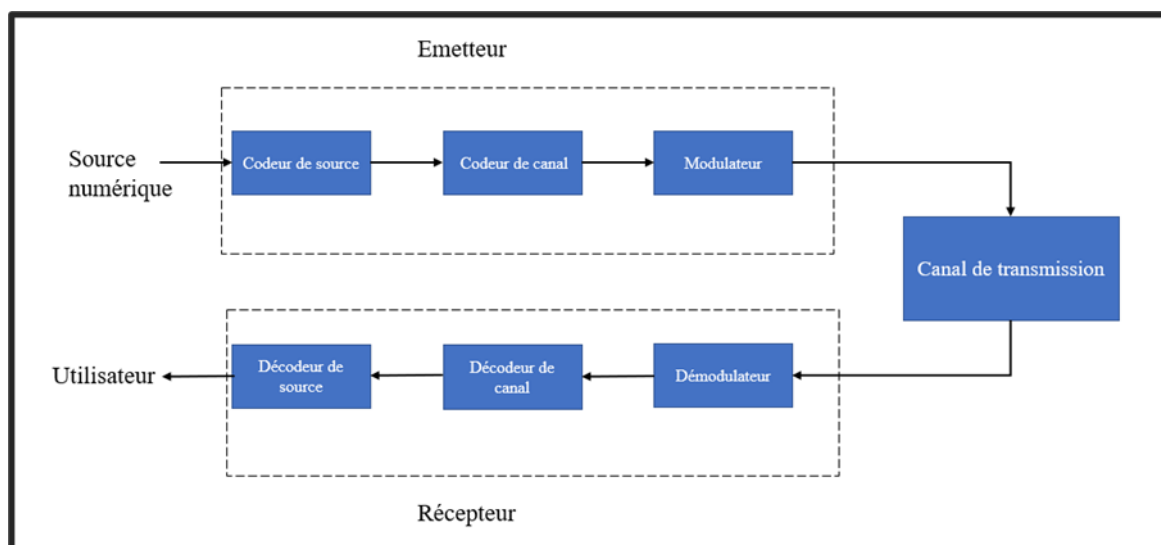 Emetteur
Source
numérique
Codeur de source
Codeur de canal
Modulateur
Canal de transmission
Utilisateur
Décodeur de
source
Décodeur de
canal
Démodulateur
Récepteur